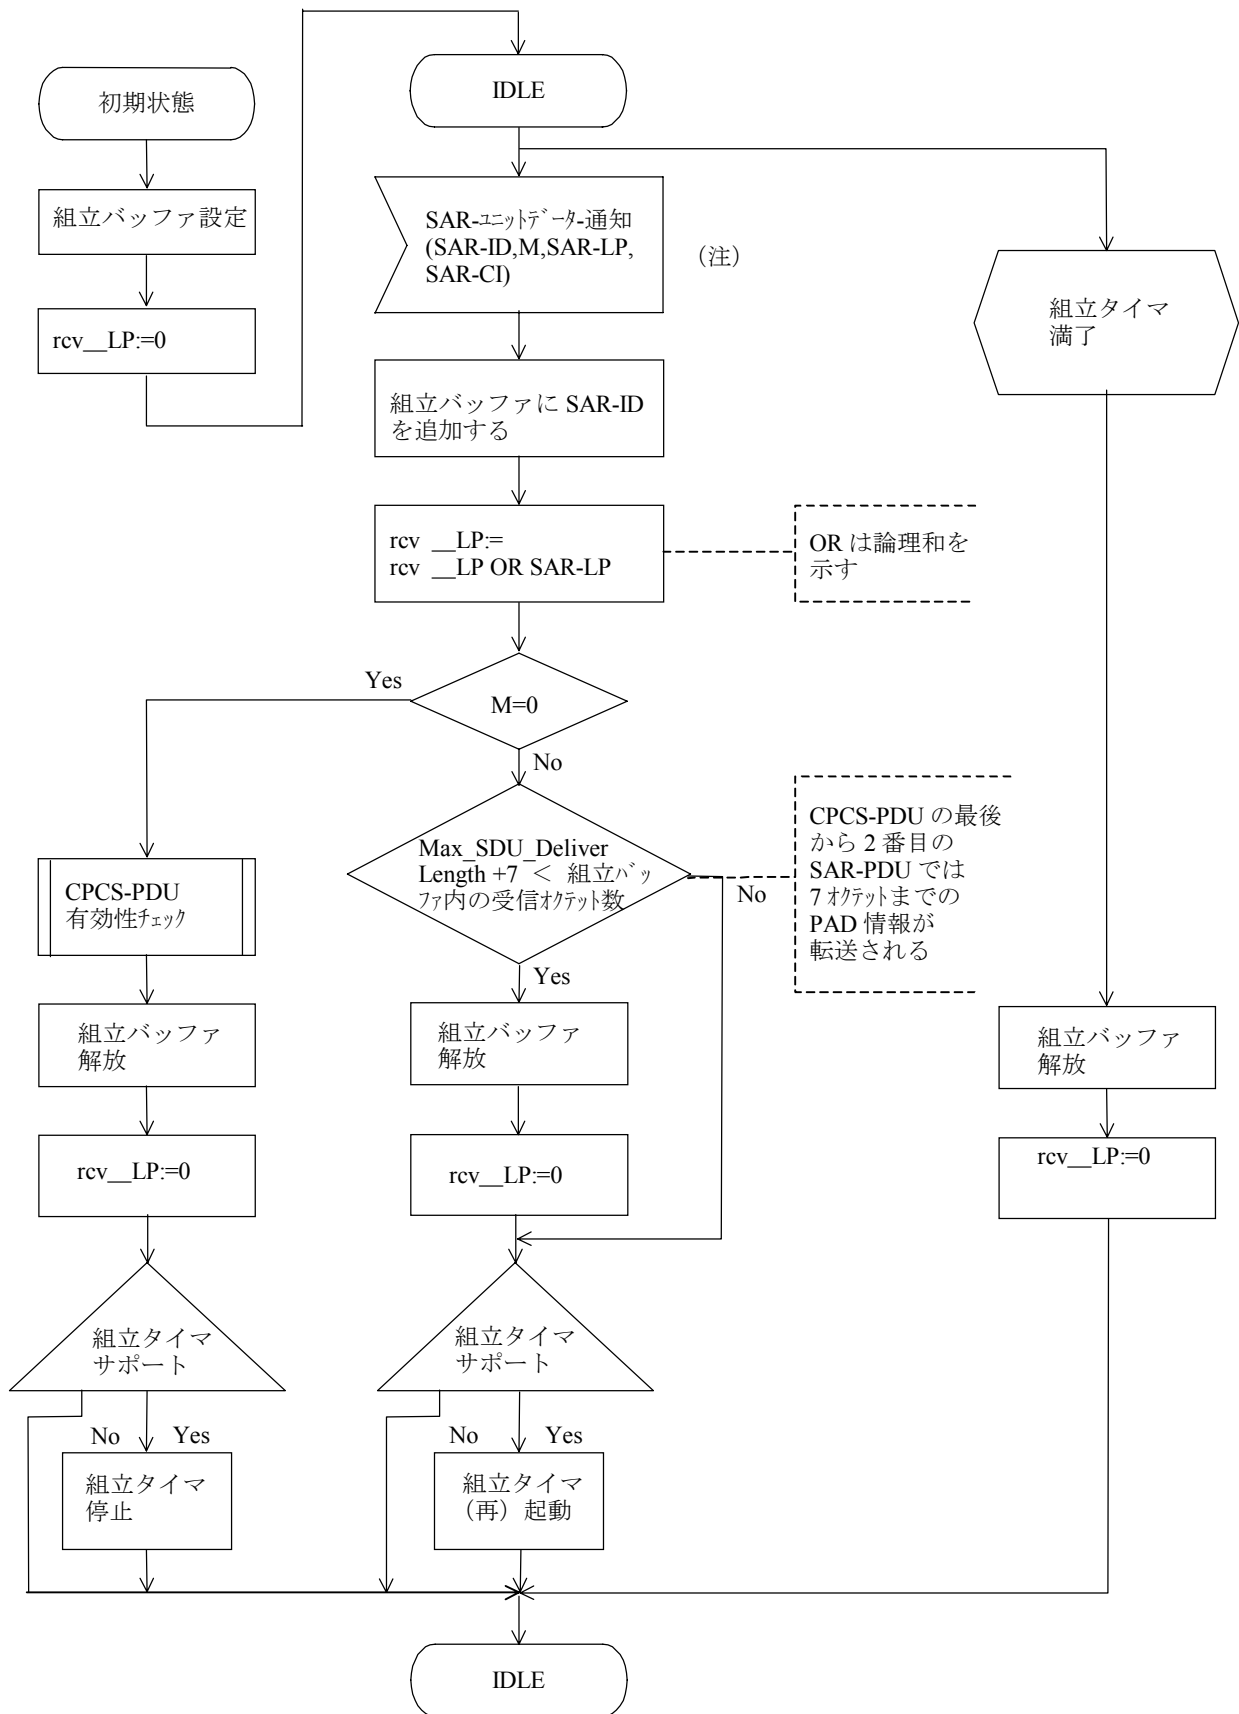 初期状態
組立バッファ設定
rcv__LP:=0
IDLE
SAR-ﾕﾆｯﾄﾃﾞｰﾀ-通知
(SAR-ID,M,SAR-LP,
SAR-CI)
(注)
組立タイマ
満了
組立バッファに SAR-ID
を追加する
rcv __LP:=
rcv __LP OR SAR-LP
OR は論理和を
示す
M=0
Yes
No
Max_SDU_Deliver
Length +7 < 組立ﾊﾞｯ
ﾌｧ内の受信ｵｸﾃｯﾄ数
No
Yes
CPCS-PDU の最後
から 2 番目の
SAR-PDU では
7 ｵｸﾃｯﾄまでの
PAD 情報が
転送される
CPCS-PDU
有効性ﾁｪｯｸ
組立バッファ
解放
rcv__LP:=0
組立タイマ
サポート
No Yes
組立タイマ
停止
組立バッファ
解放
rcv__LP:=0
組立タイマ
サポート
No Yes
組立タイマ
(再) 起動
組立バッファ
解放
rcv__LP:=0
IDLE